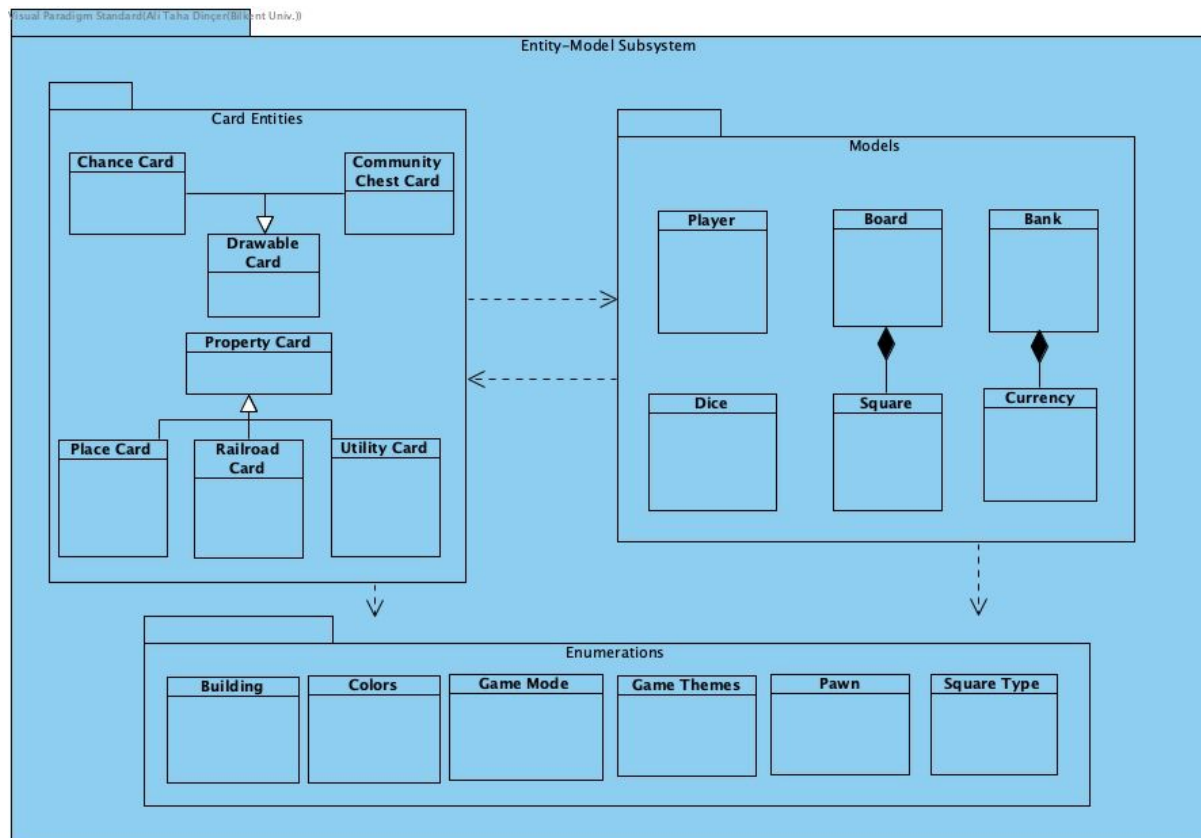 Visual Paradigm Standard(Ali Taha Dinçer(Bilkent Univ.))
Entity-Model Subsystem
Card Entities
Chance Card
Community
Chest Card
Drawable
Card
Property Card
Place Card
Railroad
Card
Utility Card
Models
Player
Board
Bank
Dice
Square
Currency
Enumerations
Building
Colors
Game Mode
Game Themes
Pawn
Square Type